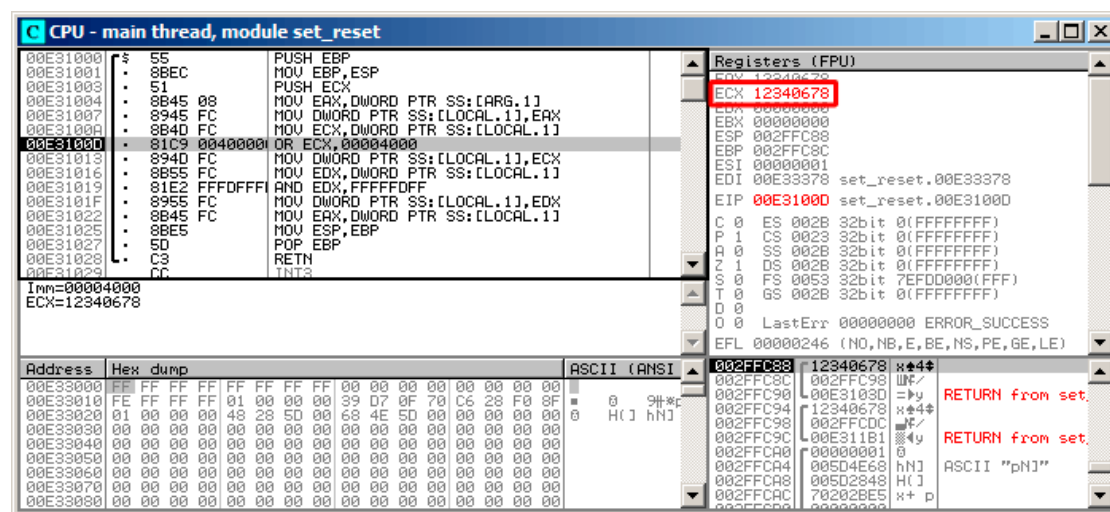 C CPU - main thread, module set_reset
00E31000 $ 55 PUSH EBP
00E31001 . 8BEC MOV EBP,ESP
00E31003 . 51 PUSH ECX
00E31004 . 8B45 08 MOV EAX,DWORD PTR SS:[ARG.1]
00E31007 . 8945 FC MOV DWORD PTR SS:[LOCAL.1],EAX
00E3100A . 8B4D FC MOV ECX,DWORD PTR SS:[LOCAL.1]
00E3100D . 81C9 00400000 OR ECX,00004000
00E31013 . 894D FC MOV DWORD PTR SS:[LOCAL.1],ECX
00E31016 . 8B55 FC MOV EDX,DWORD PTR SS:[LOCAL.1]
00E31019 . 81E2 FFFDFFFF AND EDX,FFFFFDFF
00E3101F . 8955 FC MOV DWORD PTR SS:[LOCAL.1],EDX
00E31022 . 8B45 FC MOV EAX,DWORD PTR SS:[LOCAL.1]
00E31025 . 8BE5 MOV ESP,EBP
00E31027 . 5D POP EBP
00E31028 . C3 RETN
00E31029 CC INT3
Imm=00004000
ECX=12340678
Registers (FPU)
EAX 12340678
ECX 12340678
EDX 00000000
EBX 00000000
ESP 002FFC88
EBP 002FFC8C
ESI 00000001
EDI 00E33378 set_reset.00E33378
EIP 00E3100D set_reset.00E3100D
C 0 ES 002B 32bit 0(FFFFFFFF)
P 1 CS 0023 32bit 0(FFFFFFFF)
A 0 SS 002B 32bit 0(FFFFFFFF)
Z 1 DS 002B 32bit 0(FFFFFFFF)
S 0 FS 0053 32bit 7EFDD000(FFF)
T 0 GS 002B 32bit 0(FFFFFFFF)
D 0
O 0 LastErr 00000000 ERROR_SUCCESS
EFL 00000246 (NO,NB,E,BE,NS,PE,GE,LE)
Address Hex dump ASCII (ANSI
00E33000 FF FF FF FF FF FF FF FF 00 00 00 00 00 00 00 00
00E33010 FE FF FF FF 01 00 00 00 39 D7 0F 70 C6 28 F0 8F
00E33020 01 00 00 00 48 28 5D 00 68 4E 5D 00 00 00 00 00 H(] hN]
00E33030 00 00 00 00 00 00 00 00 00 00 00 00 00 00 00 00
00E33040 00 00 00 00 00 00 00 00 00 00 00 00 00 00 00 00
00E33050 00 00 00 00 00 00 00 00 00 00 00 00 00 00 00 00
00E33060 00 00 00 00 00 00 00 00 00 00 00 00 00 00 00 00
00E33070 00 00 00 00 00 00 00 00 00 00 00 00 00 00 00 00
00E33080 00 00 00 00 00 00 00 00 00 00 00 00 00 00 00 00
002FFC88 12340678 x♠4↕
002FFC8C 002FFC98
002FFC90 00E3103D =►y RETURN from set_
002FFC94 12340678 x♠4↕
002FFC98 002FFCDC
002FFC9C 00E311B1 ▒◄y RETURN from set_
002FFCA0 00000001
002FFCA4 005D4E68 hN] ASCII "pN]"
002FFCA8 005D2848 H(]
002FFCAC 70202BE5 x+ p